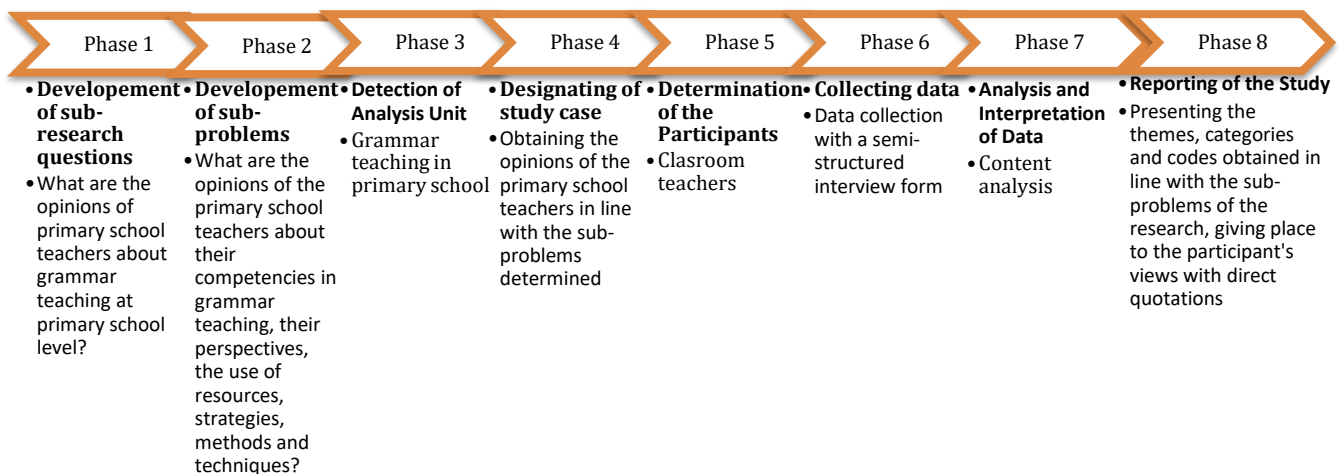 Phase 1
Phase 2
Phase 3
Phase 4
Phase 5
Phase 6
Phase 7
Phase 8
•Developement
of sub-
research
questions
•What are the
opinions of
primary school
teachers about
grammar
teaching at
primary school
level?
•Developement
of sub-
problems
•What are the
opinions of the
primary school
teachers about
their
competencies in
grammar
teaching, their
perspectives,
the use of
resources,
strategies,
methods and
techniques?
•Detection of
Analysis Unit
•Grammar
teaching in
primary school
•Designating of
study case
•Obtaining the
opinions of the
primary school
teachers in line
with the sub-
problems
determined
•Determination
of the
Participants
•Clasroom
teachers
•Collecting data
•Data collection
with a semi-
structured
interview form
•Analysis and
Interpretation
of Data
•Content
analysis
•Reporting of the Study
•Presenting the
themes, categories
and codes obtained in
line with the sub-
problems of the
research, giving place
to the participant's
views with direct
quotations